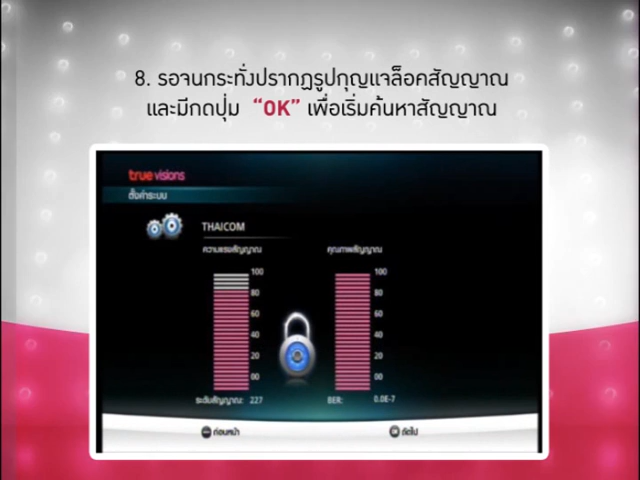 8. รอจนกระทั่งปรากฏรูปกุญแจล็อคสัญญาณ
และมีกดปุ่ม “OK” เพื่อเริ่มค้นหาสัญญาณ
true visions
ตั้งค่าระบบ
THAICOM
ความแรงสัญญาณ คุณภาพสัญญาณ
100 100
80 80
60 60
40 40
20 20
00 00
ระดับสัญญาณ: 227 BER: 0.0E-7
ก่อนหน้า ถัดไป